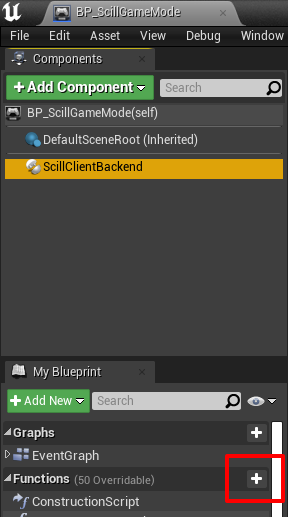 BP_ScillGameMode
File Edit Asset View Debug Window
Components
Add Component Search
BP_ScillGameMode(self)
DefaultSceneRoot (Inherited)
ScillClientBackend
My Blueprint
Add New Search
Graphs
EventGraph
Functions (50 Overridable)
ConstructionScript